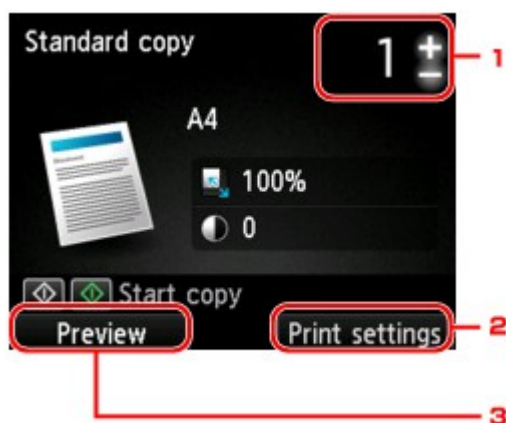 Standard copy
1 + −
1
A4
100%
0
Start copy
Preview
Print settings
2
3